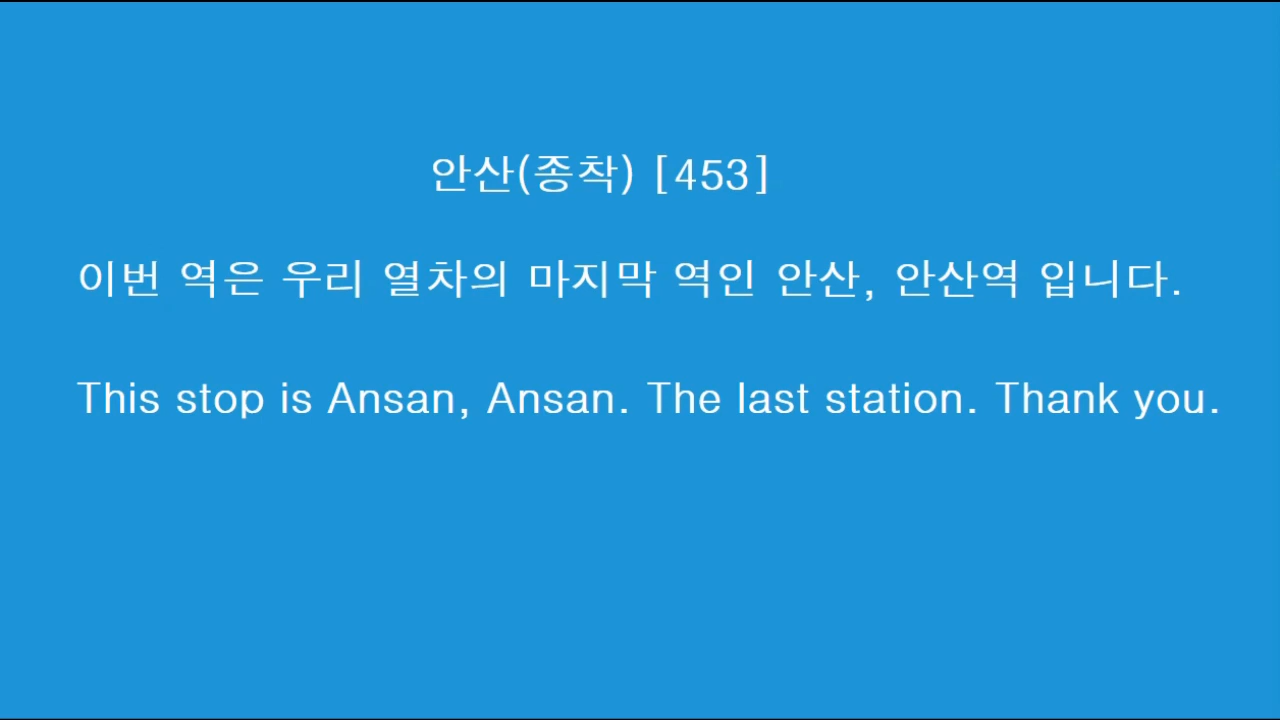 안산(종착) [453]
이번 역은 우리 열차의 마지막 역인 안산, 안산역 입니다.
This stop is Ansan, Ansan. The last station. Thank you.